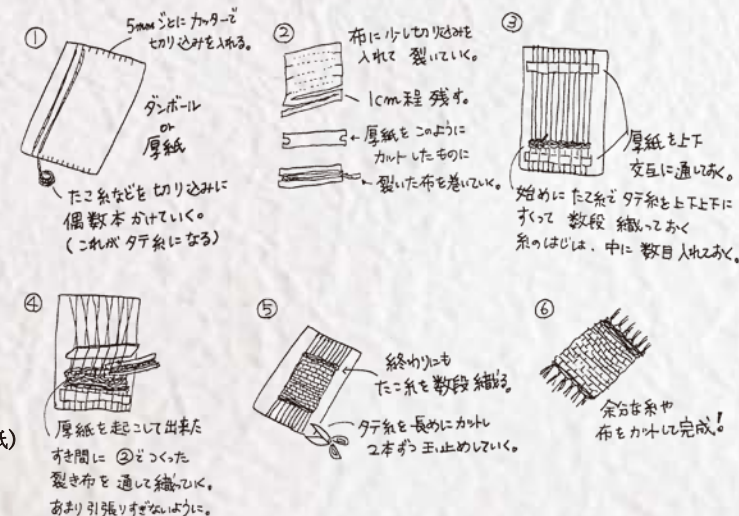 ①
5mmごとにカッターで
切り込みを入れる。
ダンボール
or
厚紙
たこ糸などを切り込みに
偶数本かけていく。
(これがタテ糸になる)
②
布に少し切り込みを
入れて 裂いていく。
1cm程 残す。
厚紙をこのように
カットしたものに
裂いた布を巻いていく。
③
厚紙を上下
交互に通しておく。
始めに たこ糸で タテ糸を上下上下に
すくって 数段 織っておく
糸のはじは、中に 数目 入れておく。
④
厚紙を起こして出来た
すき間に ②でつくった
裂き布を 通して織っていく。
あまり引張りすぎないように。
⑤
終わりにも
たこ糸を数段織る。
タテ糸を長めにカットし
2本ずつ 玉止めしていく。
⑥
余分な糸や
布をカットして完成!
紙)